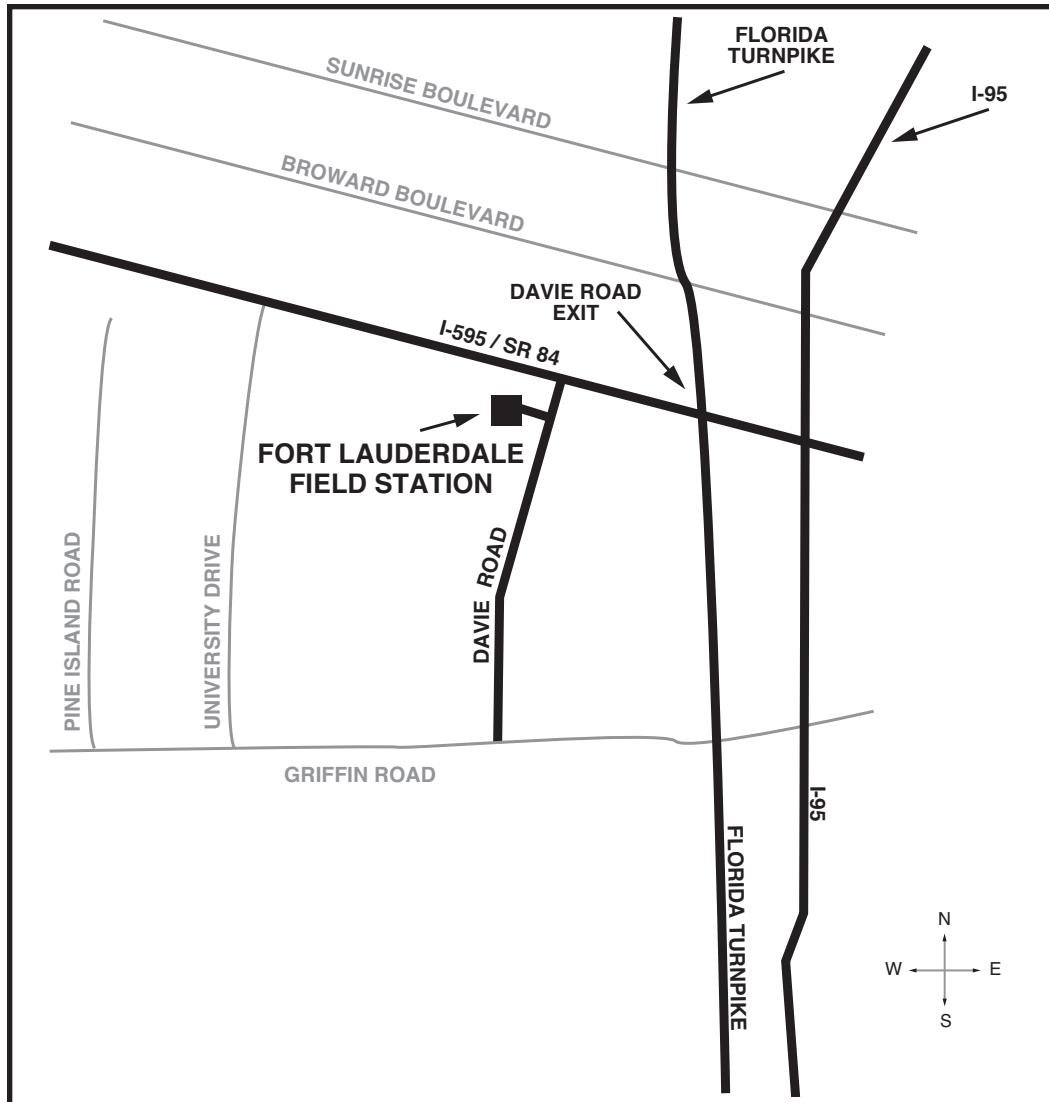 FLORIDA
TURNPIKE
I-95
SUNRISE BOULEVARD
BROWARD BOULEVARD
DAVIE ROAD
EXIT
I-595 / SR 84
FORT LAUDERDALE
FIELD STATION
PINE ISLAND ROAD
UNIVERSITY DRIVE
DAVIE ROAD
GRIFFIN ROAD
I-95
FLORIDA TURNPIKE
N
W
E
S